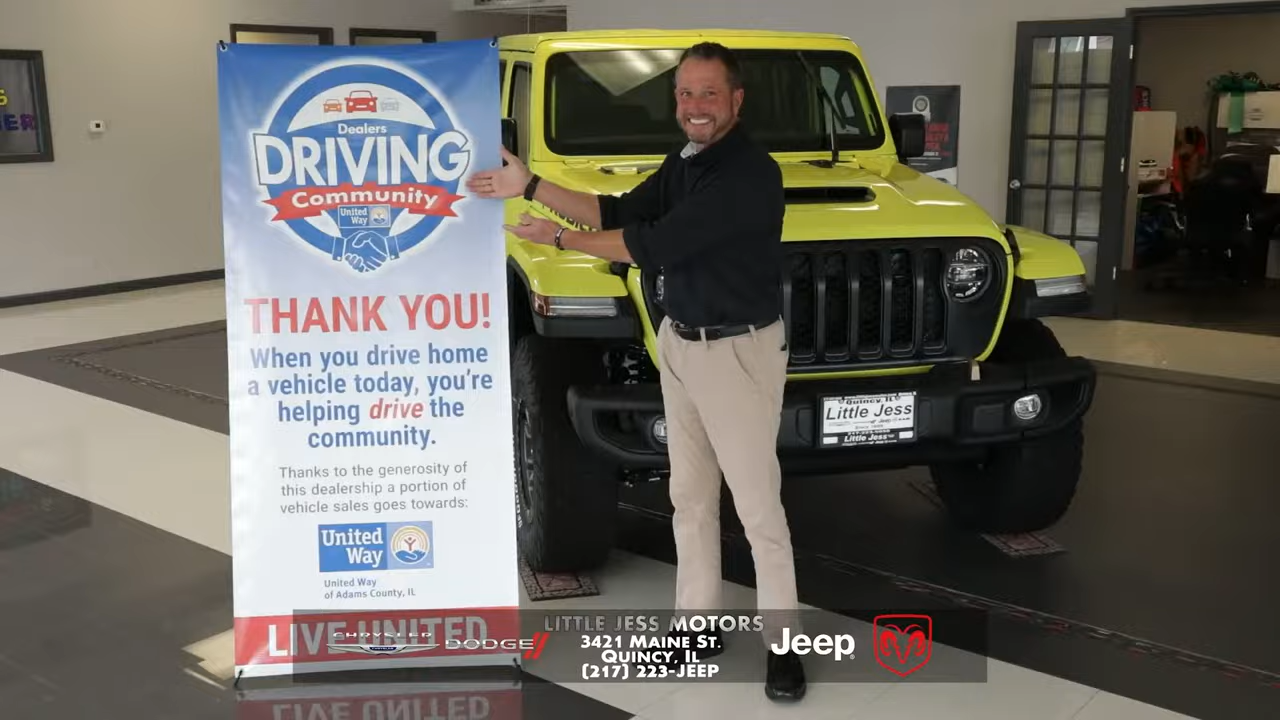 Dealers
DRIVING
Community
United
Way
THANK YOU!
When you drive home
a vehicle today, you're
helping drive the
community.
Thanks to the generosity of
this dealership a portion of
vehicle sales goes towards:
United
Way
United Way
of Adams County, IL
LIVE UNITED
Quincy, IL
Little Jess
Little Jess
CHRYSLER
DODGE
LITTLE JESS MOTORS
3421 MAINE ST.
QUINCY, IL
(217) 223-JEEP
Jeep